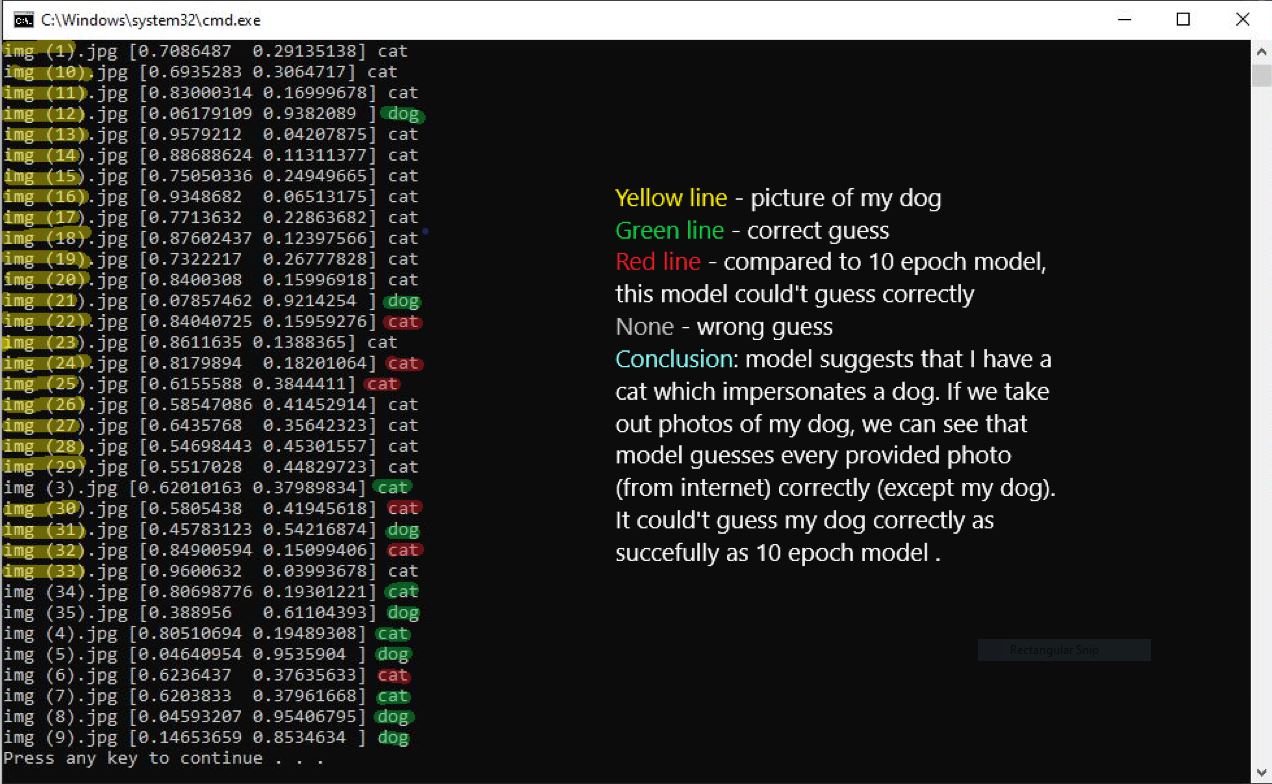 C:\Windows\system32\cmd.exe
img (1).jpg [0.7086487  0.29135138] cat
img (10).jpg [0.6935283 0.3064717] cat
img (11).jpg [0.83000314 0.16999678] cat
img (12).jpg [0.06179109 0.9382089 ] dog
img (13).jpg [0.9579212  0.04207875] cat
img (14).jpg [0.88688624 0.11311377] cat
img (15).jpg [0.75050336 0.24949665] cat
img (16).jpg [0.9348682  0.06513175] cat
img (17).jpg [0.7713632  0.22863682] cat
img (18).jpg [0.87602437 0.12397566] cat
img (19).jpg [0.7322217  0.26777828] cat
img (20).jpg [0.8400308  0.15996918] cat
img (21).jpg [0.07857462 0.9214254 ] dog
img (22).jpg [0.84040725 0.15959276] cat
img (23).jpg [0.8611635 0.1388365] cat
img (24).jpg [0.8179894  0.18201064] cat
img (25).jpg [0.6155588 0.3844411] cat
img (26).jpg [0.58547086 0.41452914] cat
img (27).jpg [0.6435768  0.35642323] cat
img (28).jpg [0.54698443 0.45301557] cat
img (29).jpg [0.5517028  0.44829723] cat
img (3).jpg [0.62010163 0.37989834] cat
img (30).jpg [0.5805438  0.41945618] cat
img (31).jpg [0.45783123 0.54216874] dog
img (32).jpg [0.84900594 0.15099406] cat
img (33).jpg [0.9600632  0.03993678] cat
img (34).jpg [0.80698776 0.19301221] cat
img (35).jpg [0.388956   0.61104393] dog
img (4).jpg [0.80510694 0.19489308] cat
img (5).jpg [0.04640954 0.9535904 ] dog
img (6).jpg [0.6236437  0.37635633] cat
img (7).jpg [0.6203833  0.37961668] cat
img (8).jpg [0.04593207 0.95406795] dog
img (9).jpg [0.14653659 0.8534634 ] dog
Press any key to continue . . .
Yellow line - picture of my dog
Green line - correct guess
Red line - compared to 10 epoch model,
this model could't guess correctly
None - wrong guess
Conclusion: model suggests that I have a
cat which impersonates a dog. If we take
out photos of my dog, we can see that
model guesses every provided photo
(from internet) correctly (except my dog).
It could't guess my dog correctly as
succefully as 10 epoch model .
Rectangular Snip